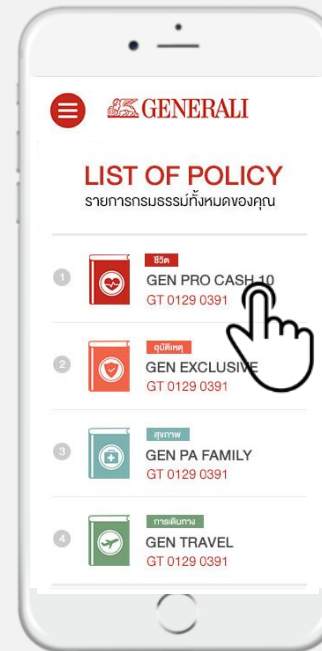 GENERALI
LIST OF POLICY
รายการกรมธรรม์ทั้งหมดของคุณ
1
ชีวิต
GEN PRO CASH 10
GT 0129 0391
2
อุบัติเหตุ
GEN EXCLUSIVE
GT 0129 0391
3
สุขภาพ
GEN PA FAMILY
GT 0129 0391
4
การเดินทาง
GEN TRAVEL
GT 0129 0391